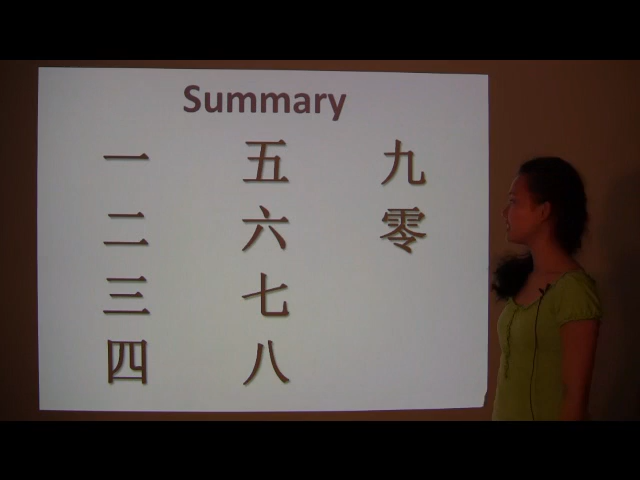 Summary
一 五 九
二 六 零
三 七
四 八